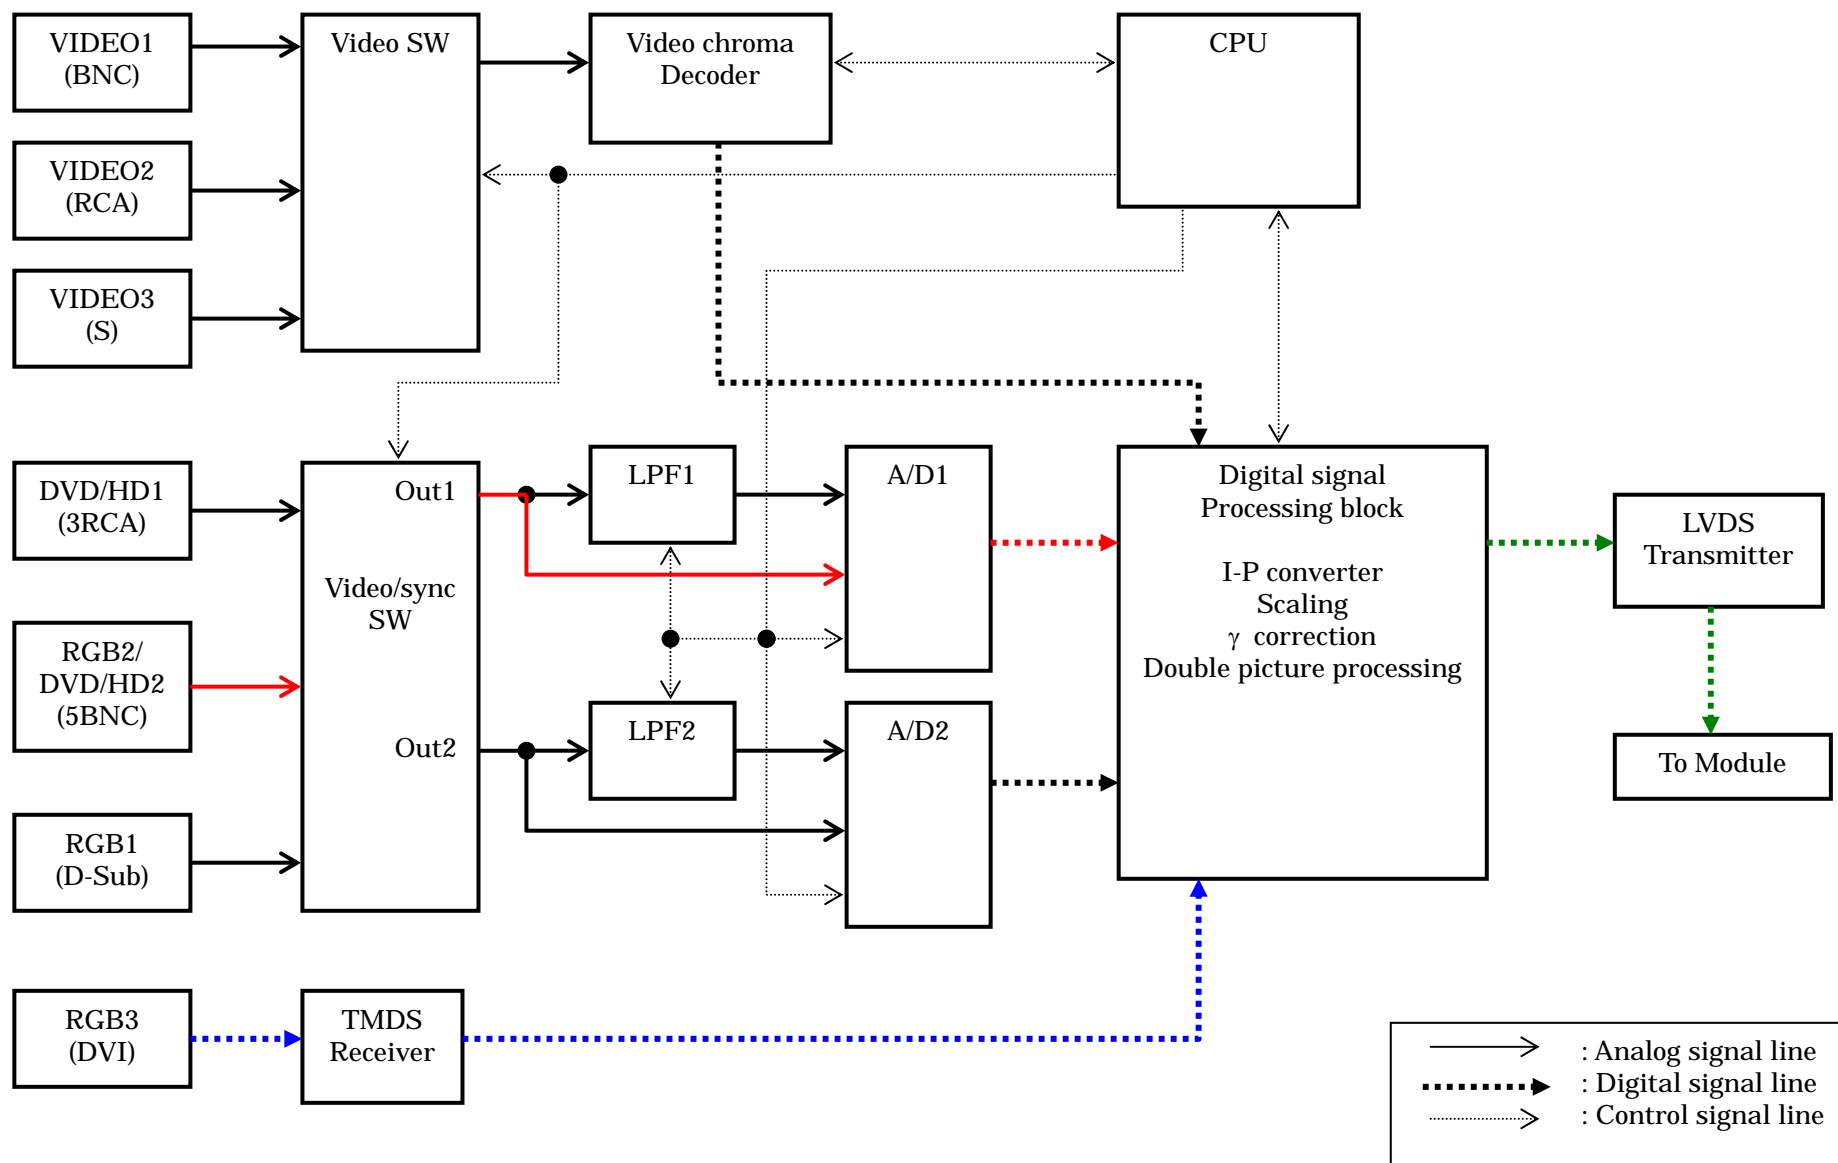 VIDEO1
(BNC)
Video SW
Video chroma
Decoder
CPU
VIDEO2
(RCA)
VIDEO3
(S)
DVD/HD1
(3RCA)
Out1
Video/sync
SW
Out2
LPF1
A/D1
Digital signal
Processing block
I-P converter
Scaling
γ correction
Double picture processing
LVDS
Transmitter
RGB2/
DVD/HD2
(5BNC)
LPF2
A/D2
To Module
RGB1
(D-Sub)
RGB3
(DVI)
TMDS
Receiver
: Analog signal line
: Digital signal line
: Control signal line